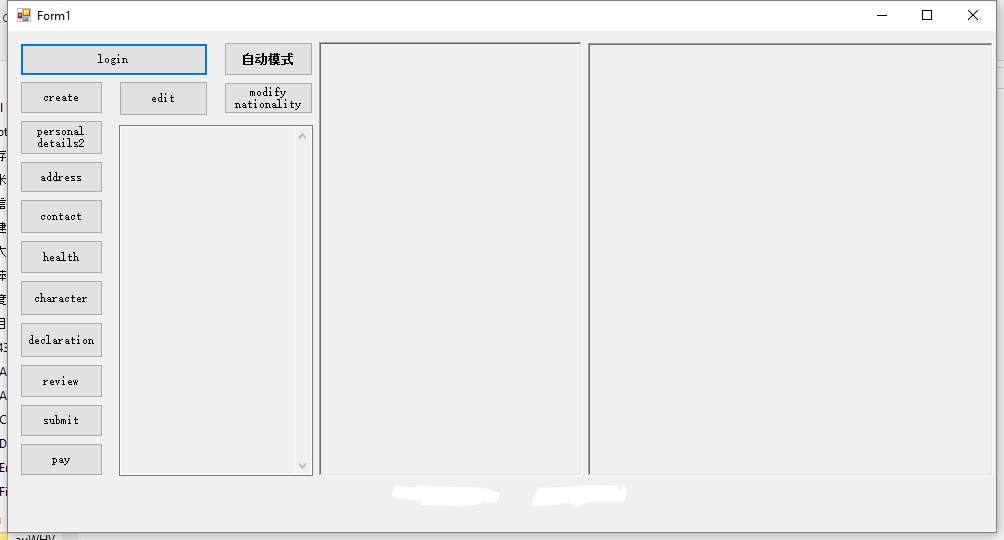 Form1
login
自动模式
create
edit
modify
nationality
personal
details2
address
contact
health
character
declaration
review
submit
pay